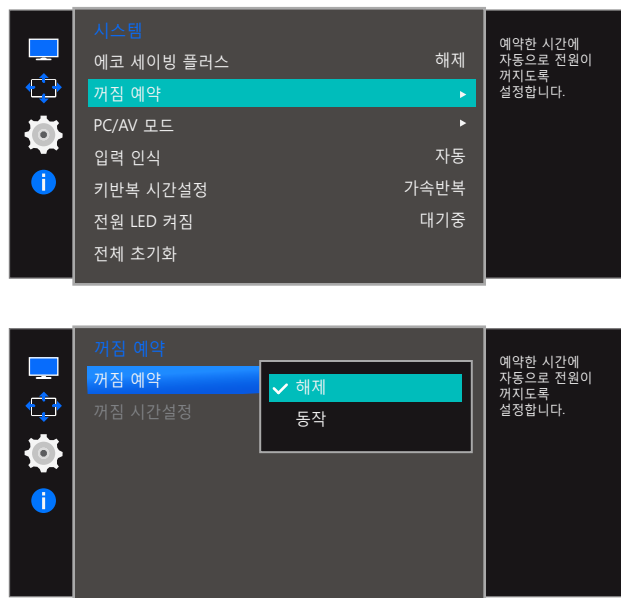 시스템
에코 세이빙 플러스 해제
꺼짐 예약
PC/AV 모드
입력 인식 자동
키반복 시간설정 가속반복
전원 LED 켜짐 대기중
전체 초기화
예약한 시간에
자동으로 전원이
꺼지도록
설정합니다.
꺼짐 예약
꺼짐 예약
해제
꺼짐 시간설정
동작
예약한 시간에
자동으로 전원이
꺼지도록
설정합니다.